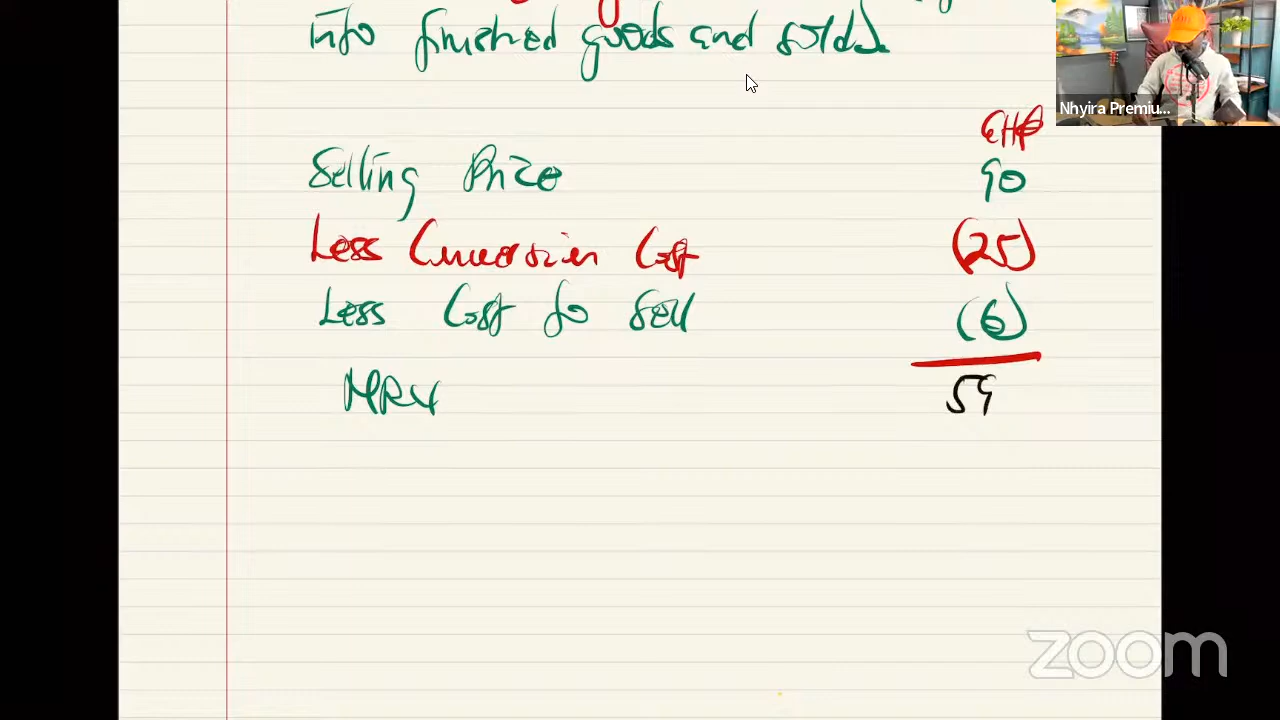 into finished goods and sold.
Nhyira Premiu...
GH₵
Selling Price 90
Less Conversion Cost (25)
Less Cost to Sell (6)
NRV 59
zoom